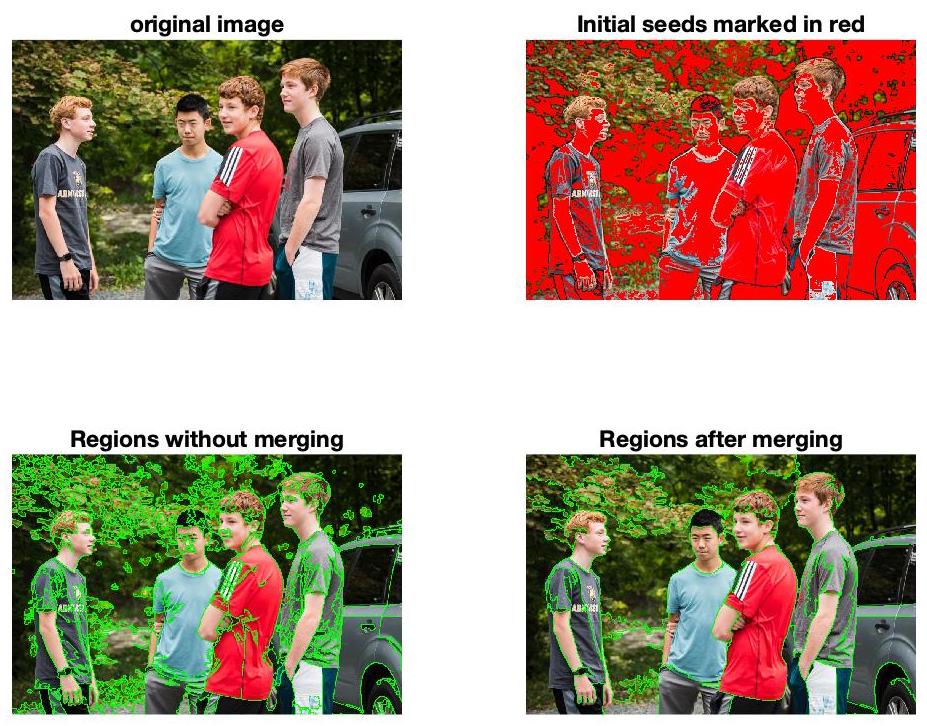 original image
Initial seeds marked in red
Regions without merging
Regions after merging